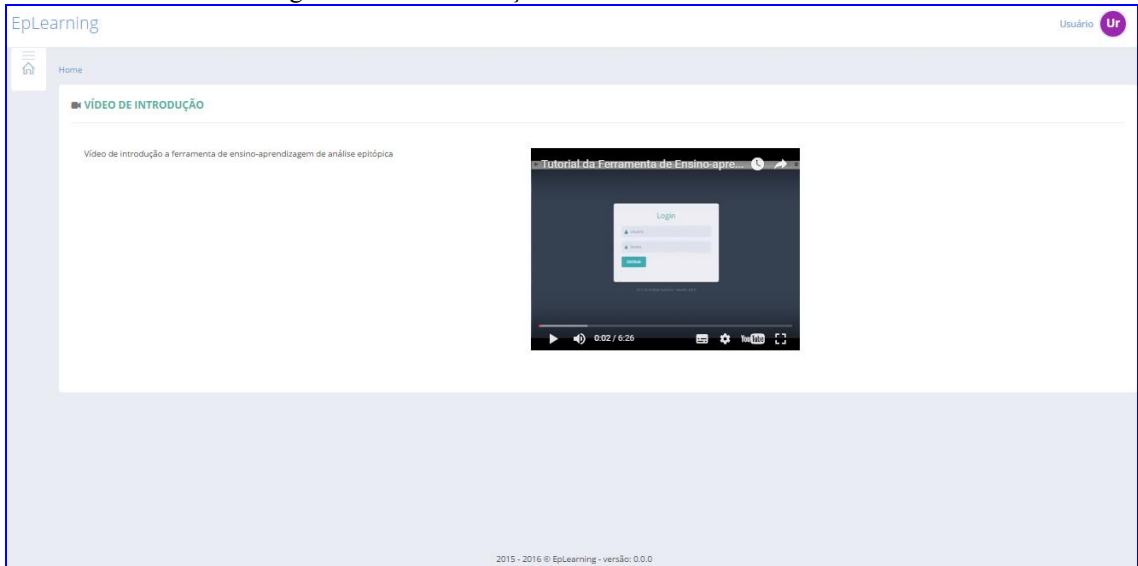 EpLearning
Usuário Ur
Home
VÍDEO DE INTRODUÇÃO
Vídeo de introdução a ferramenta de ensino-aprendizagem de análise epitópica
Tutorial da Ferramenta de Ensino-apre...
Login
0:02 / 6:26
YouTube
2015 - 2016 © EpLearning - versão: 0.0.0